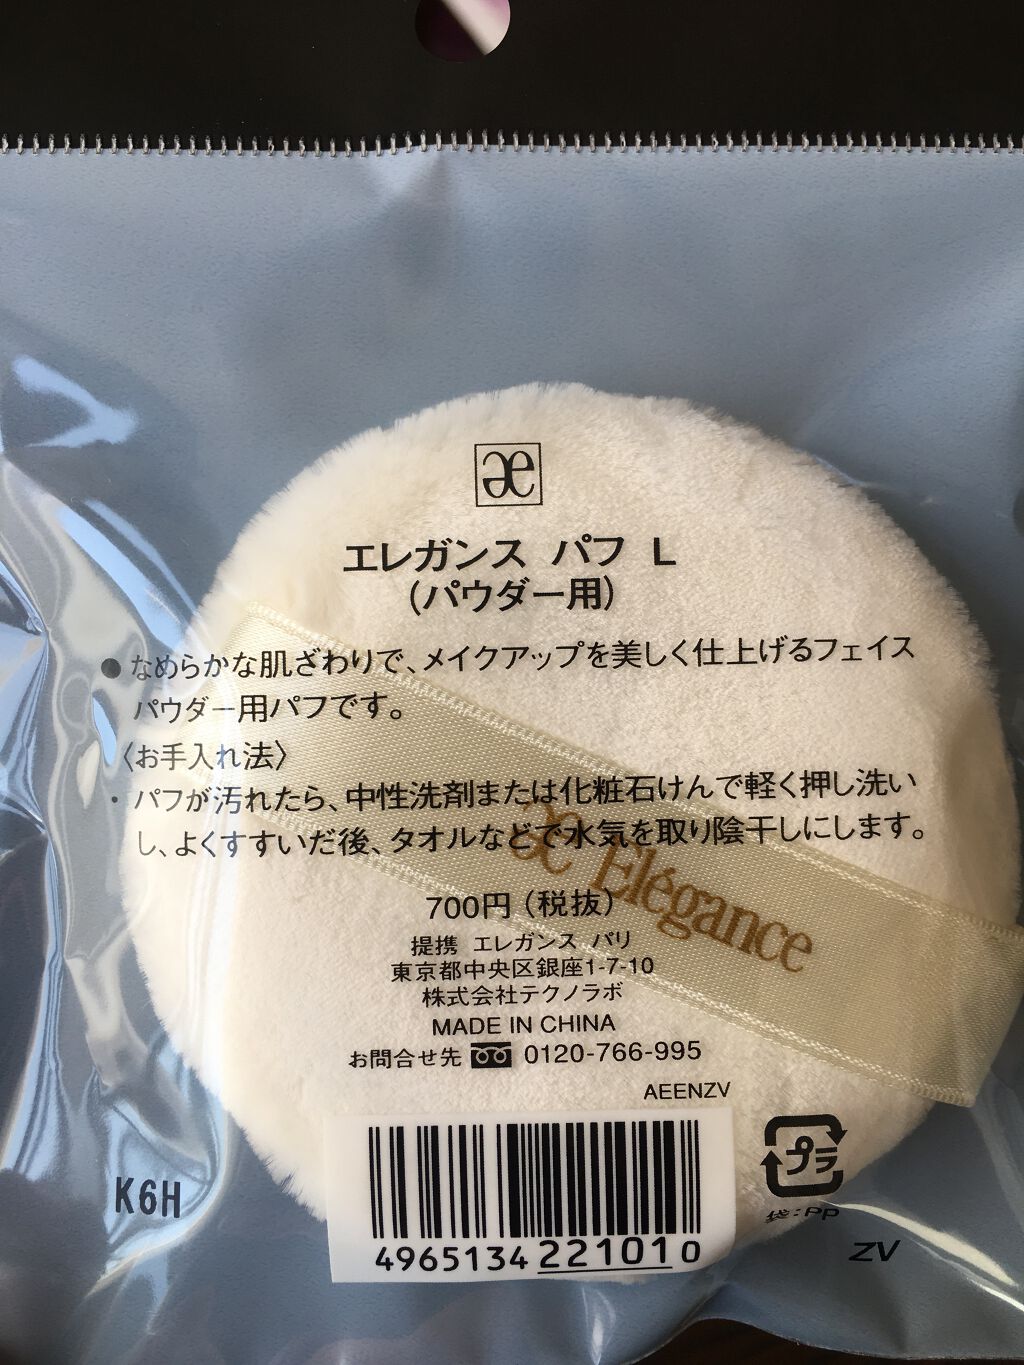 æ
エレガンス パフ L
(パウダー用)
●なめらかな肌ざわりで、メイクアップを美しく仕上げるフェイス
パウダー用パフです。
〈お手入れ法〉
・パフが汚れたら、中性洗剤または化粧石けんで軽く押し洗い
し、よくすすいだ後、タオルなどで水気を取り陰干しにします。
æ Elégance
700円(税抜)
提携 エレガンス パリ
東京都中央区銀座1-7-10
株式会社テクノラボ
MADE IN CHINA
お問合せ先 0120-766-995
AEENZV
プラ
袋:PP
K6H
ZV
4965134221010